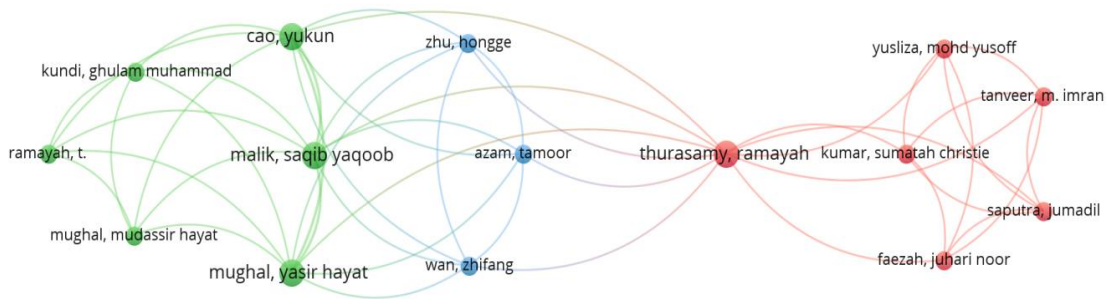 cao, yukun
zhu, hongge
yusliza, mohd yusoff
kundi, ghulam muhammad
tanveer, m. imran
ramayah, t.
malik, saqib yaqoob
azam, tamoor
thurasamy, ramayah
kumar, sumatah christie
saputra, jumadil
mughal, mudassir hayat
faezah, juhari noor
mughal, yasir hayat
wan, zhifang